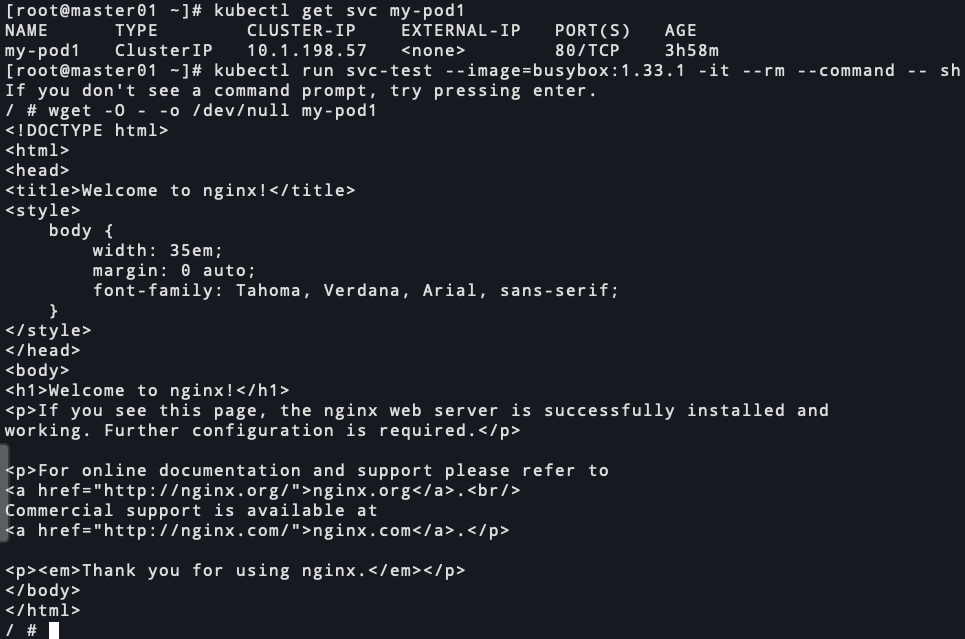 [root@master01 ~]# kubectl get svc my-pod1
NAME      TYPE        CLUSTER-IP    EXTERNAL-IP   PORT(S)   AGE
my-pod1   ClusterIP   10.1.198.57   <none>        80/TCP    3h58m
[root@master01 ~]# kubectl run svc-test --image=busybox:1.33.1 -it --rm --command -- sh
If you don't see a command prompt, try pressing enter.
/ # wget -O - -o /dev/null my-pod1
<!DOCTYPE html>
<html>
<head>
<title>Welcome to nginx!</title>
<style>
    body {
        width: 35em;
        margin: 0 auto;
        font-family: Tahoma, Verdana, Arial, sans-serif;
    }
</style>
</head>
<body>
<h1>Welcome to nginx!</h1>
<p>If you see this page, the nginx web server is successfully installed and
working. Further configuration is required.</p>

<p>For online documentation and support please refer to
<a href="http://nginx.org/">nginx.org</a>.<br/>
Commercial support is available at
<a href="http://nginx.com/">nginx.com</a>.</p>

<p><em>Thank you for using nginx.</em></p>
</body>
</html>
/ #